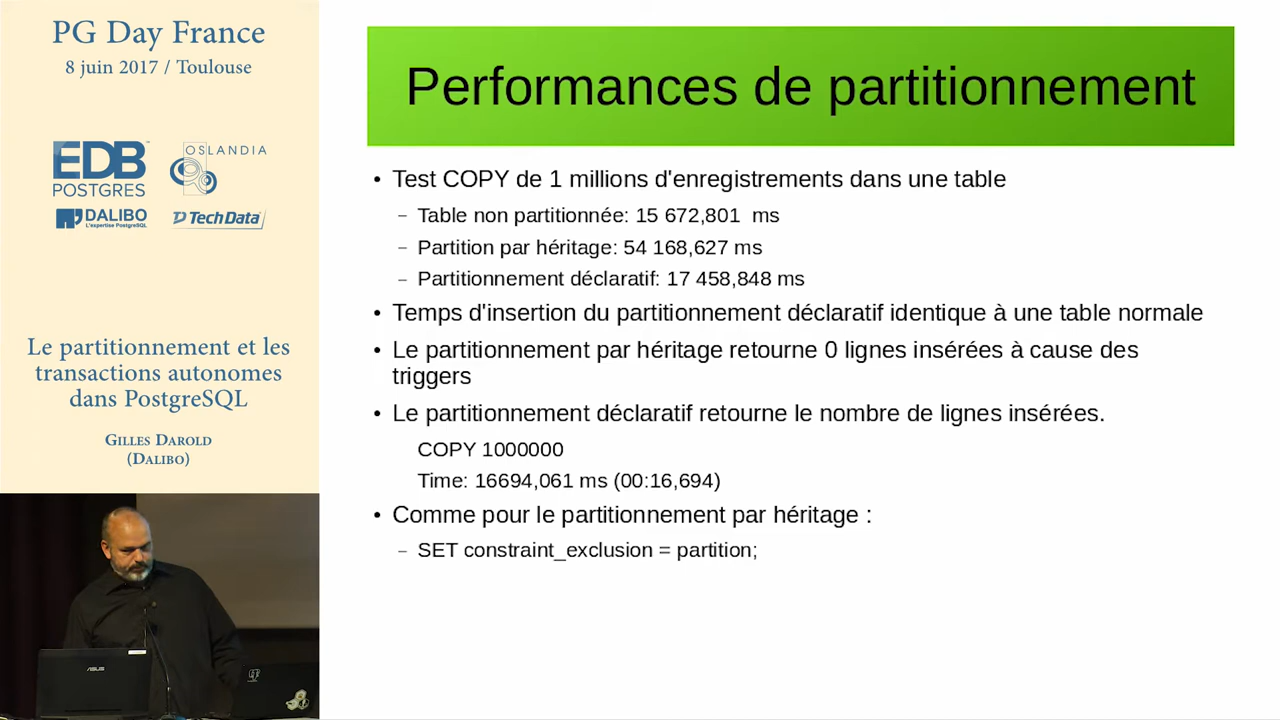 PG Day France
8 juin 2017 / Toulouse
EDB
POSTGRES
OSLANDIA
DALIBO
L'expertise PostgreSQL
TechData
Le partitionnement et les
transactions autonomes
dans PostgreSQL
GILLES DAROLD
(DALIBO)
ASUS
Performances de partitionnement
• Test COPY de 1 millions d'enregistrements dans une table
– Table non partitionnée: 15 672,801 ms
– Partition par héritage: 54 168,627 ms
– Partitionnement déclaratif: 17 458,848 ms
• Temps d'insertion du partitionnement déclaratif identique à une table normale
• Le partitionnement par héritage retourne 0 lignes insérées à cause des
triggers
• Le partitionnement déclaratif retourne le nombre de lignes insérées.
COPY 1000000
Time: 16694,061 ms (00:16,694)
• Comme pour le partitionnement par héritage :
– SET constraint_exclusion = partition;